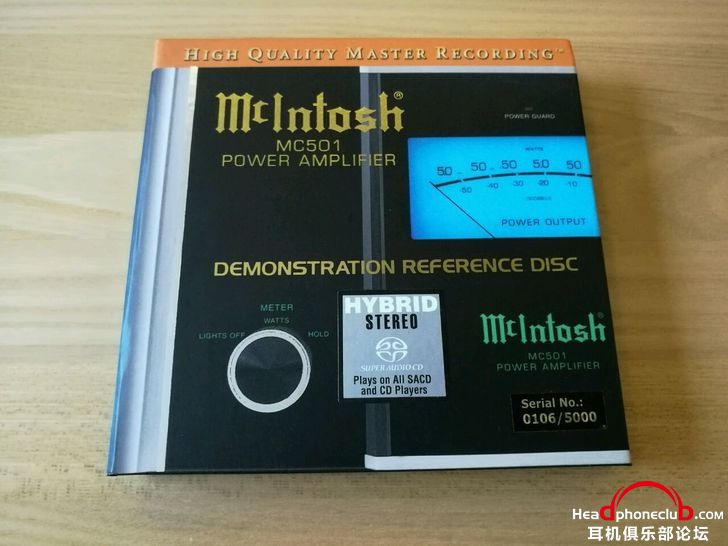 HIGH QUALITY MASTER RECORDING™
McIntosh®
MC501
POWER AMPLIFIER
POWER GUARD
WATTS
50 50 50 50 50
50 -40 -30 -20 -10
DECIBELS
POWER OUTPUT
DEMONSTRATION REFERENCE DISC
METER
WATTS
LIGHTS OFF HOLD
HYBRID
STEREO
SUPER AUDIO CD
Plays on All SACD
and CD Players
McIntosh
MC501
POWER AMPLIFIER
Serial No.:
0106/5000
HeadphoneclubD.com
耳机俱乐部论坛